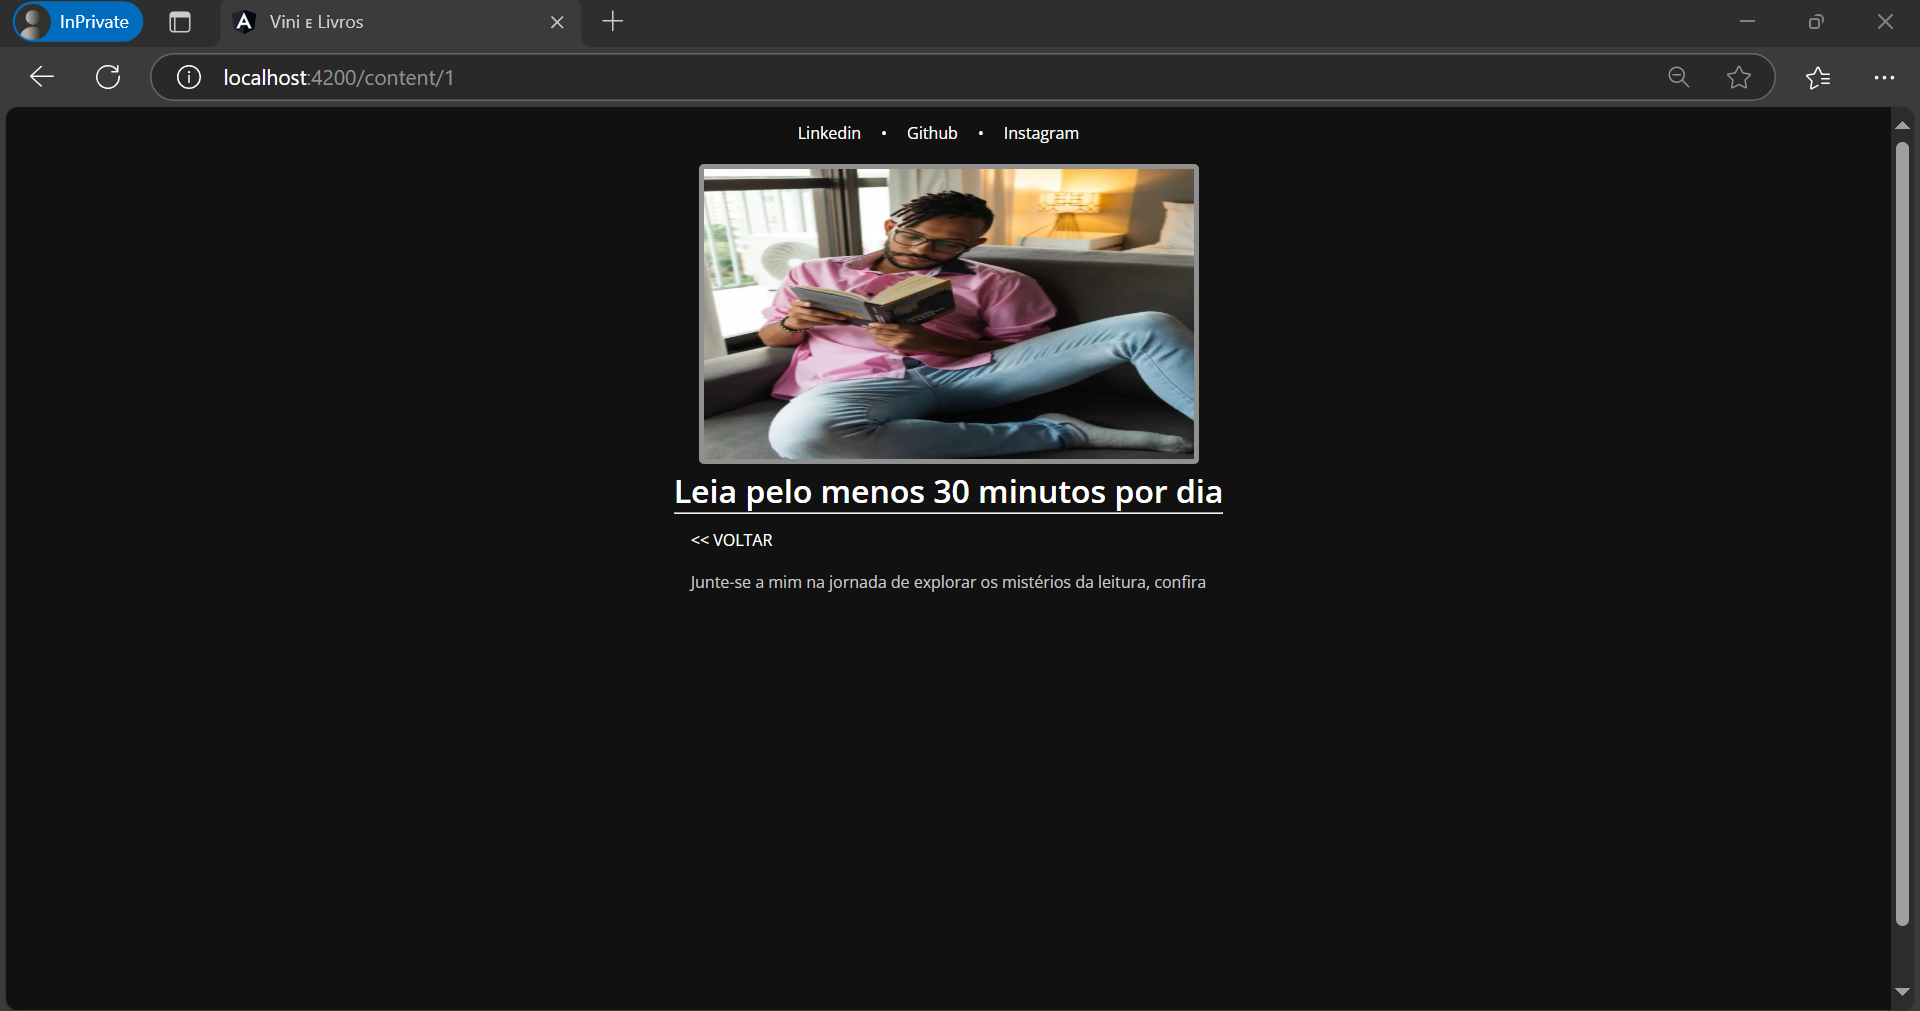 InPrivate
Vini ᴇ Livros
localhost:4200/content/1
Linkedin • Github • Instagram
Leia pelo menos 30 minutos por dia
<< VOLTAR
Junte-se a mim na jornada de explorar os mistérios da leitura, confira